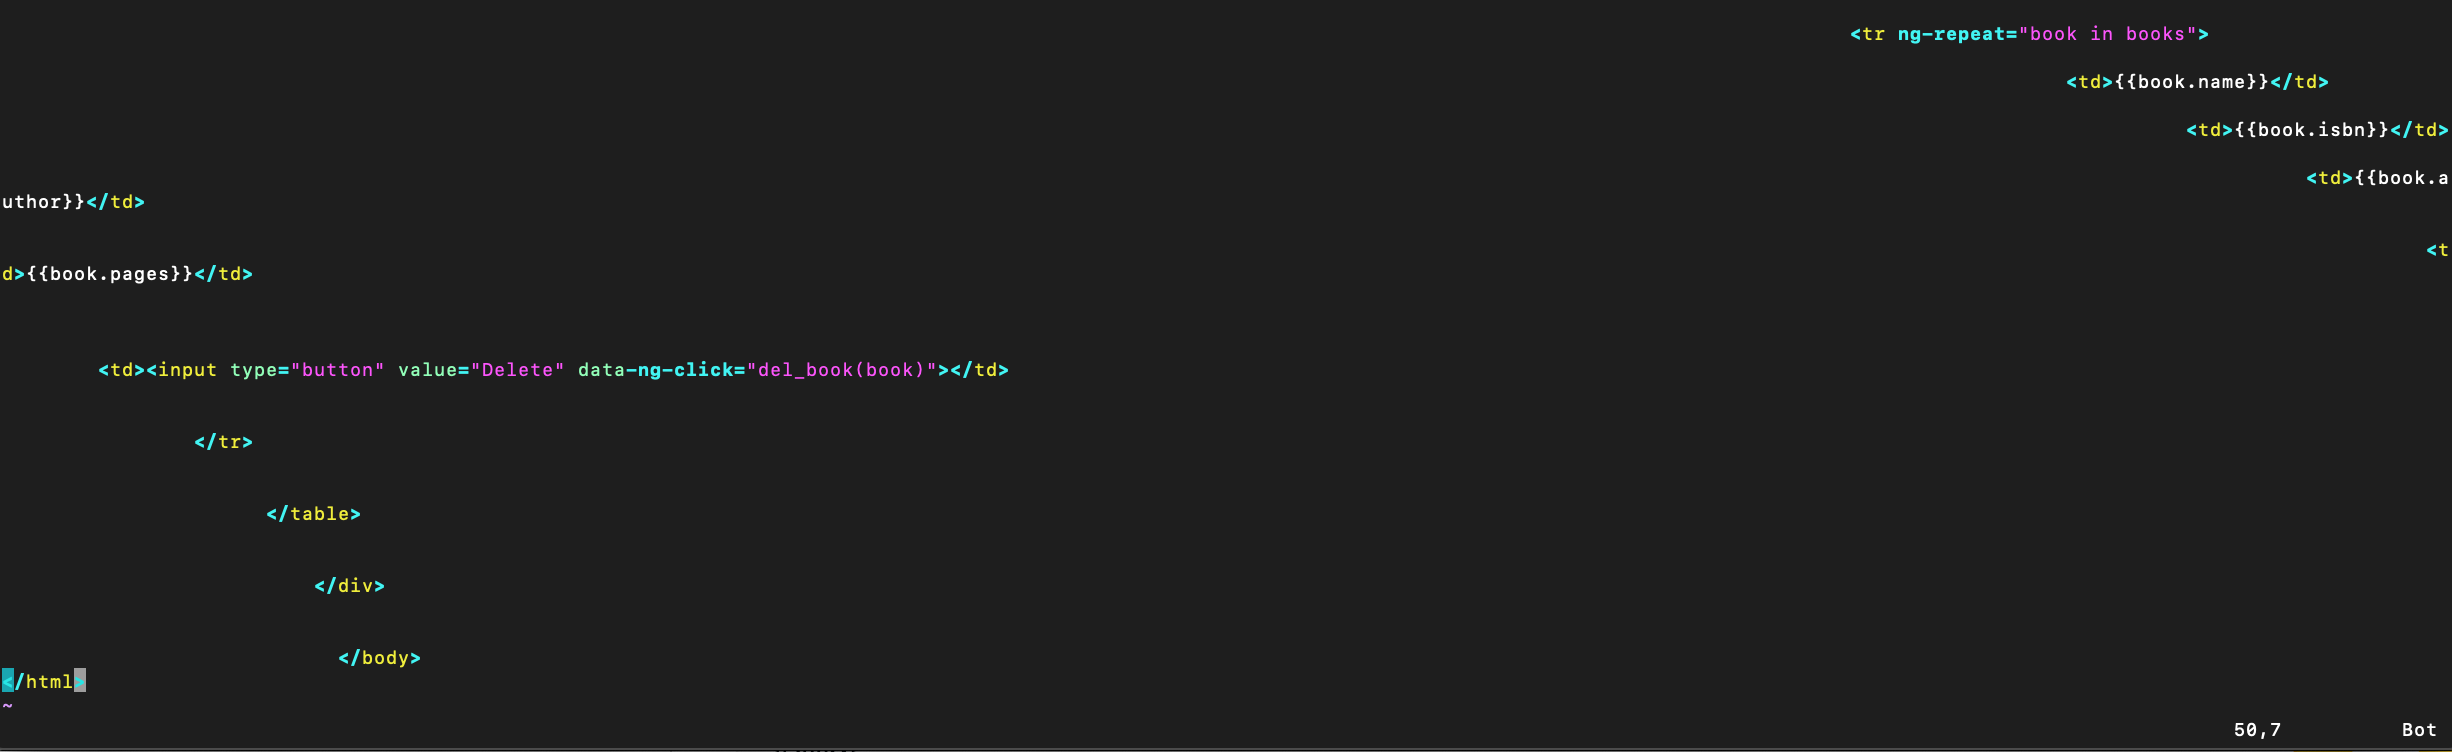 <tr ng-repeat="book in books">
<td>{{book.name}}</td>
<td>{{book.isbn}}</td>
<td>{{book.a
uthor}}</td>
<t
d>{{book.pages}}</td>
<td><input type="button" value="Delete" data-ng-click="del_book(book)"></td>
</tr>
</table>
</div>
</body>
</html>
~
50,7 Bot